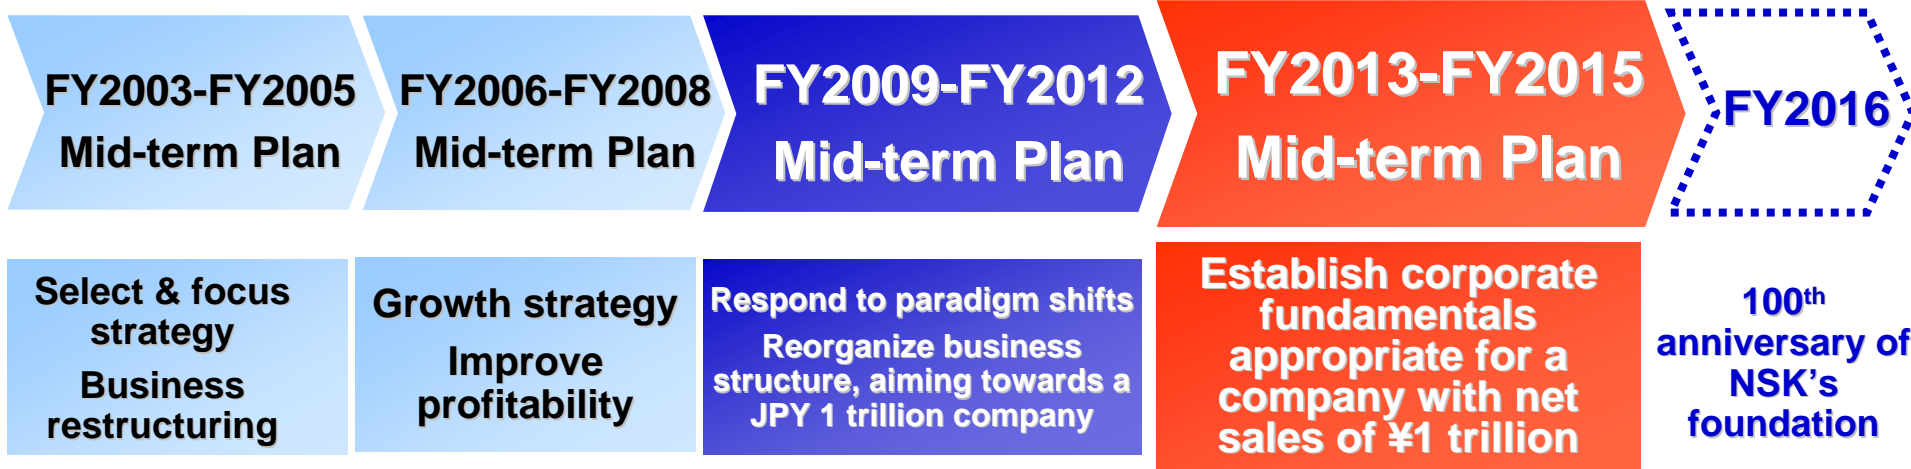 FY2003-FY2005
Mid-term Plan
FY2006-FY2008
Mid-term Plan
FY2009-FY2012
Mid-term Plan
FY2013-FY2015
Mid-term Plan
FY2016
Select & focus
strategy
Business
restructuring
Growth strategy
Improve
profitability
Respond to paradigm shifts
Reorganize business
structure, aiming towards a
JPY 1 trillion company
Establish corporate
fundamentals
appropriate for a
company with net
sales of ¥1 trillion
100th
anniversary of
NSK’s
foundation